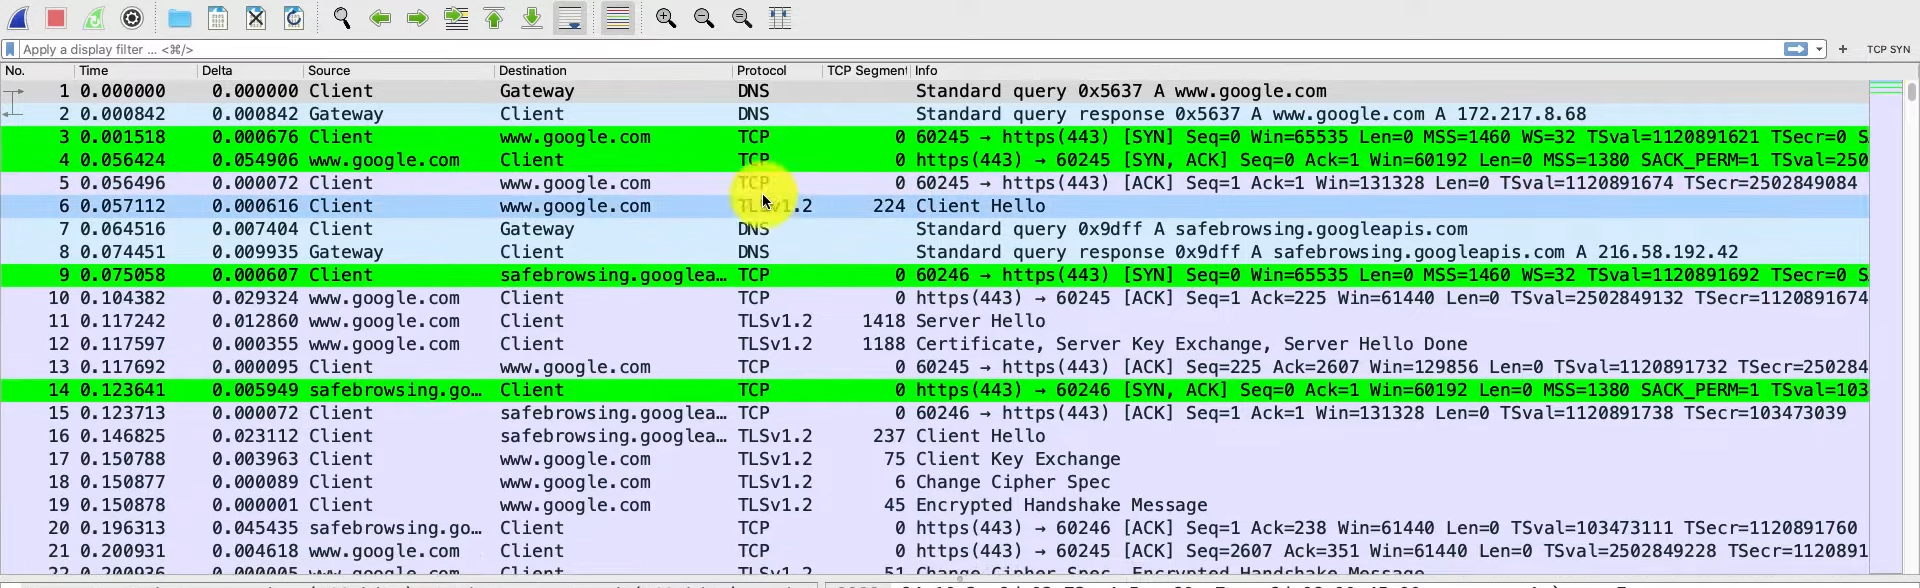 Apply a display filter ... <⌘/>
TCP SYN
No. Time Delta Source Destination Protocol TCP Segment Info
1 0.000000 0.000000 Client Gateway DNS Standard query 0x5637 A www.google.com
2 0.000842 0.000842 Gateway Client DNS Standard query response 0x5637 A www.google.com A 172.217.8.68
3 0.001518 0.000676 Client www.google.com TCP 0 60245 → https(443) [SYN] Seq=0 Win=65535 Len=0 MSS=1460 WS=32 TSval=1120891621 TSecr=0 S
4 0.056424 0.054906 www.google.com Client TCP 0 https(443) → 60245 [SYN, ACK] Seq=0 Ack=1 Win=60192 Len=0 MSS=1380 SACK_PERM=1 TSval=250
5 0.056496 0.000072 Client www.google.com TCP 0 60245 → https(443) [ACK] Seq=1 Ack=1 Win=131328 Len=0 TSval=1120891674 TSecr=2502849084
6 0.057112 0.000616 Client www.google.com TLSv1.2 224 Client Hello
7 0.064516 0.007404 Client Gateway DNS Standard query 0x9dff A safebrowsing.googleapis.com
8 0.074451 0.009935 Gateway Client DNS Standard query response 0x9dff A safebrowsing.googleapis.com A 216.58.192.42
9 0.075058 0.000607 Client safebrowsing.googlea… TCP 0 60246 → https(443) [SYN] Seq=0 Win=65535 Len=0 MSS=1460 WS=32 TSval=1120891692 TSecr=0 S
10 0.104382 0.029324 www.google.com Client TCP 0 https(443) → 60245 [ACK] Seq=1 Ack=225 Win=61440 Len=0 TSval=2502849132 TSecr=1120891674
11 0.117242 0.012860 www.google.com Client TLSv1.2 1418 Server Hello
12 0.117597 0.000355 www.google.com Client TLSv1.2 1188 Certificate, Server Key Exchange, Server Hello Done
13 0.117692 0.000095 Client www.google.com TCP 0 60245 → https(443) [ACK] Seq=225 Ack=2607 Win=129856 Len=0 TSval=1120891732 TSecr=250284
14 0.123641 0.005949 safebrowsing.go… Client TCP 0 https(443) → 60246 [SYN, ACK] Seq=0 Ack=1 Win=60192 Len=0 MSS=1380 SACK_PERM=1 TSval=103
15 0.123713 0.000072 Client safebrowsing.googlea… TCP 0 60246 → https(443) [ACK] Seq=1 Ack=1 Win=131328 Len=0 TSval=1120891738 TSecr=103473039
16 0.146825 0.023112 Client safebrowsing.googlea… TLSv1.2 237 Client Hello
17 0.150788 0.003963 Client www.google.com TLSv1.2 75 Client Key Exchange
18 0.150877 0.000089 Client www.google.com TLSv1.2 6 Change Cipher Spec
19 0.150878 0.000001 Client www.google.com TLSv1.2 45 Encrypted Handshake Message
20 0.196313 0.045435 safebrowsing.go… Client TCP 0 https(443) → 60246 [ACK] Seq=1 Ack=238 Win=61440 Len=0 TSval=103473111 TSecr=1120891760
21 0.200931 0.004618 www.google.com Client TCP 0 https(443) → 60245 [ACK] Seq=2607 Ack=351 Win=61440 Len=0 TSval=2502849228 TSecr=1120891
22 0.200936 0.000005 www.google.com Client TLSv1.2 51 Change Cipher Spec, Encrypted Handshake Message